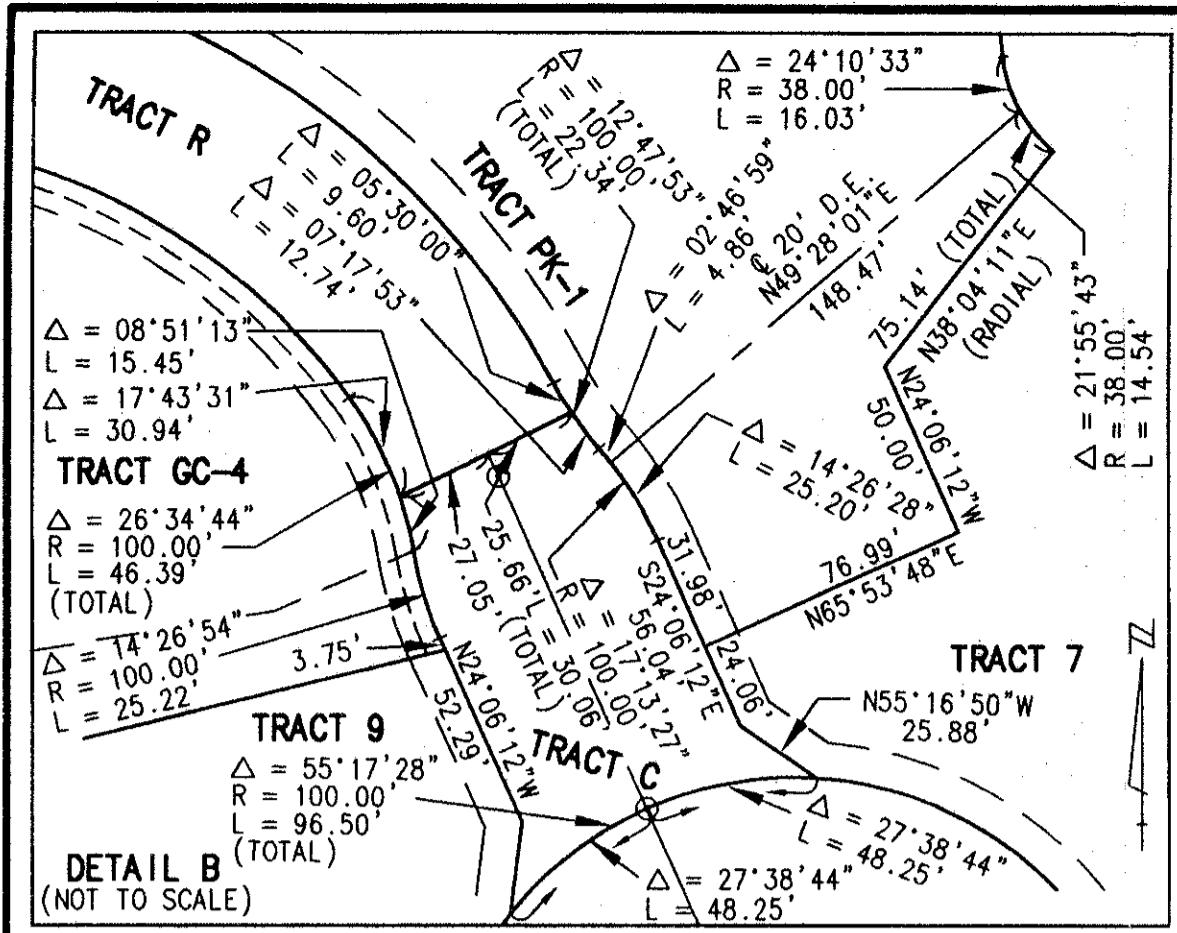 TRACT R
TRACT PK-1
Δ = 12°47'53"
R = 100.00'
L = 22.34'
(TOTAL)
Δ = 24°10'33"
R = 38.00'
L = 16.03'
Δ = 05°30'00"
L = 9.60'
Δ = 07°17'53"
L = 12.74'
Δ = 02°46'59"
L = 4.86'
℄ 20' D.E.
N49°28'01"E
148.47'
75.14' (TOTAL)
N38°04'11"E
(RADIAL)
Δ = 21°55'43"
R = 38.00'
L = 14.54'
Δ = 08°51'13"
L = 15.45'
Δ = 17°43'31"
L = 30.94'
TRACT GC-4
Δ = 26°34'44"
R = 100.00'
L = 46.39'
(TOTAL)
N24°06'12"W
50.00'
Δ = 14°26'28"
L = 25.20'
76.99'
N65°53'48"E
31.98'
S24°06'12"E
56.04'
24.06'
25.66'
27.05' (TOTAL)
Δ = 17°13'27"
R = 100.00'
L = 30.06'
Δ = 14°26'54"
R = 100.00'
L = 25.22'
3.75'
N24°06'12"W
52.29'
TRACT 7
N55°16'50"W
25.88'
TRACT 9
TRACT C
Δ = 55°17'28"
R = 100.00'
L = 96.50'
(TOTAL)
Δ = 27°38'44"
L = 48.25'
Δ = 27°38'44"
L = 48.25'
DETAIL B
(NOT TO SCALE)
N